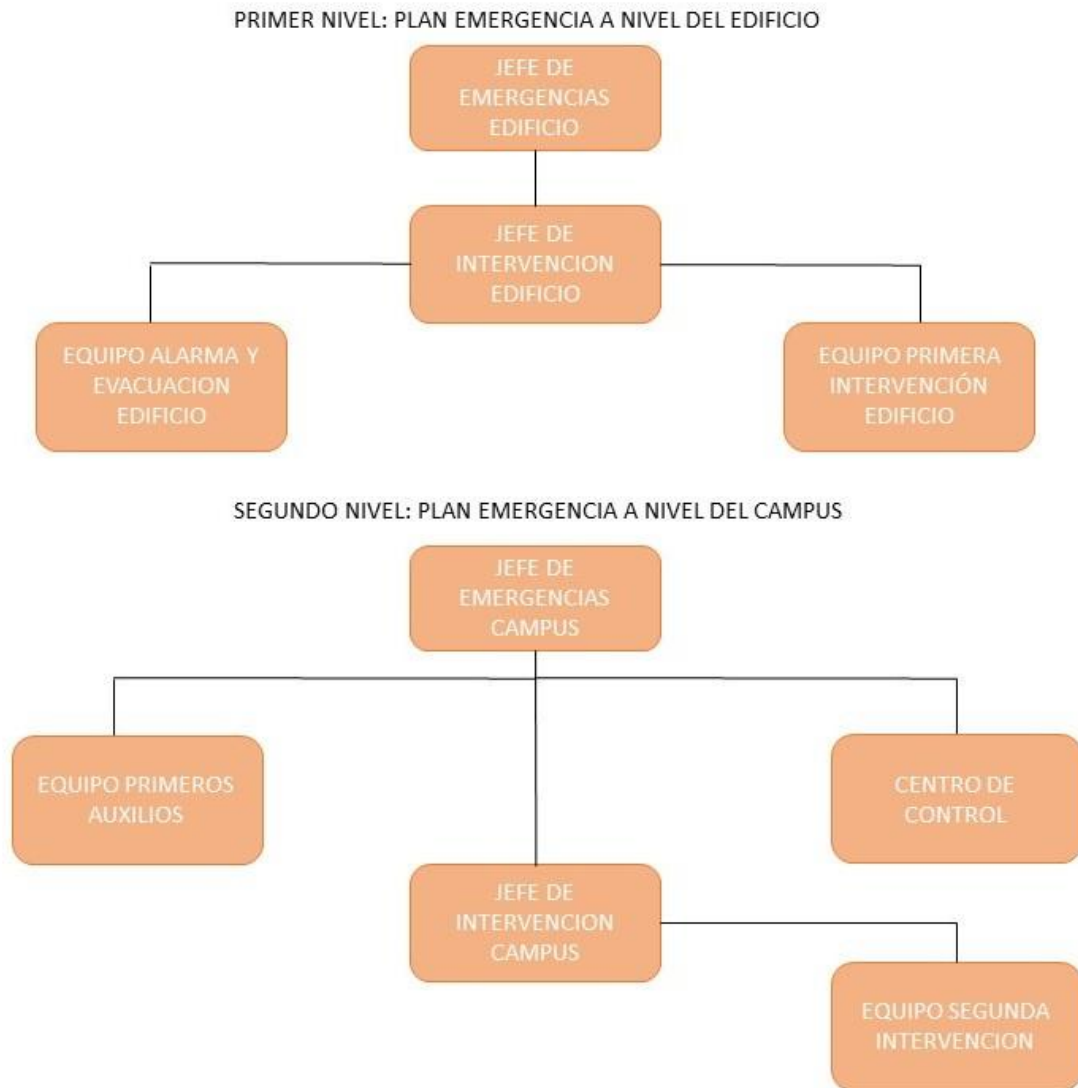 PRIMER NIVEL: PLAN EMERGENCIA A NIVEL DEL EDIFICIO
JEFE DE
EMERGENCIAS
EDIFICIO
JEFE DE
INTERVENCION
EDIFICIO
EQUIPO ALARMA Y
EVACUACION
EDIFICIO
EQUIPO PRIMERA
INTERVENCIÓN
EDIFICIO
SEGUNDO NIVEL: PLAN EMERGENCIA A NIVEL DEL CAMPUS
JEFE DE
EMERGENCIAS
CAMPUS
EQUIPO PRIMEROS
AUXILIOS
CENTRO DE
CONTROL
JEFE DE
INTERVENCION
CAMPUS
EQUIPO SEGUNDA
INTERVENCION